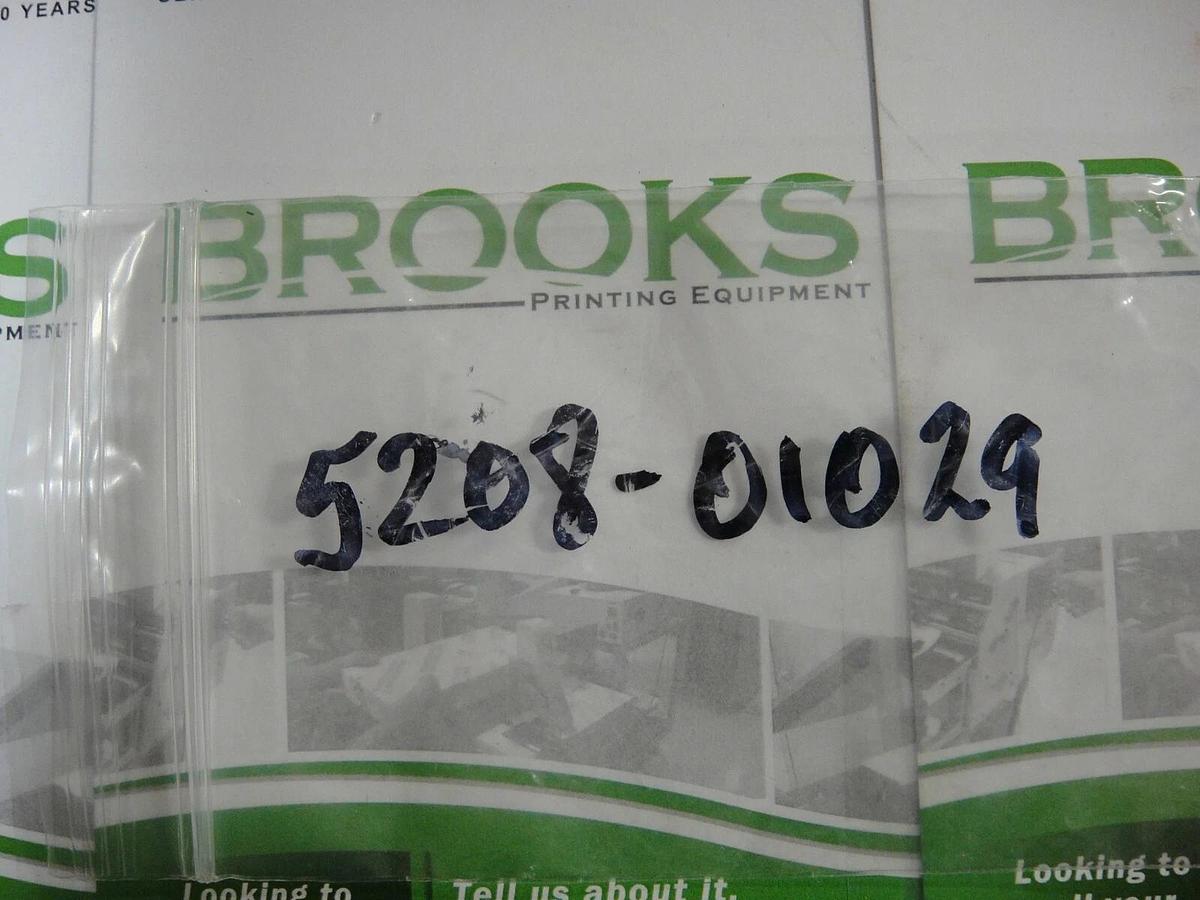 0 YEARS
S
PMENT
BROOKS
PRINTING EQUIPMENT
BR
5208-01029
Looking to
Tell us about it.
Looking to